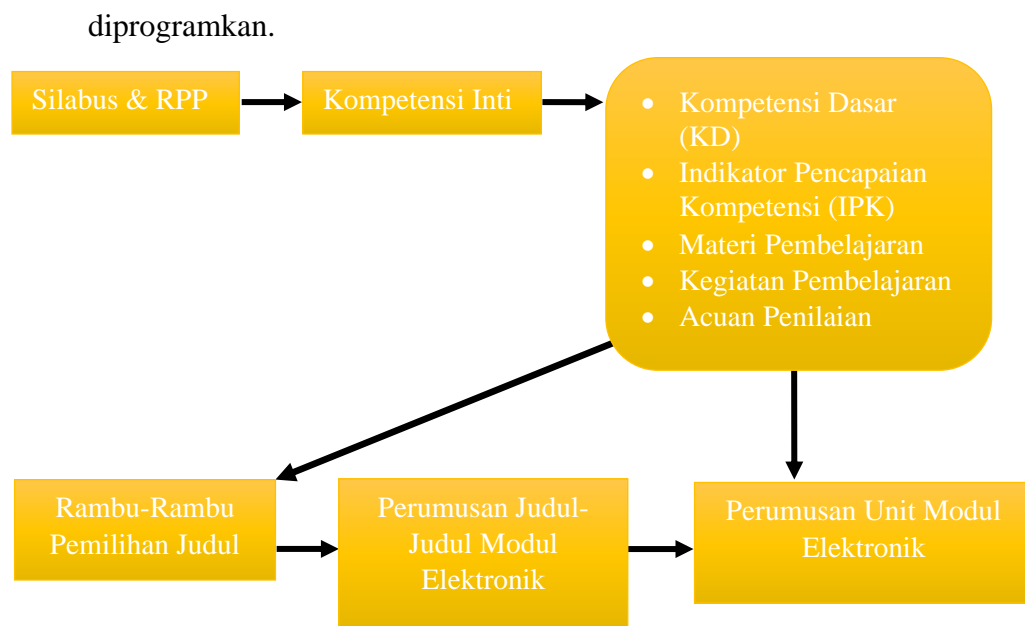 diprogramkan.
Silabus & RPP
Kompetensi Inti
• Kompetensi Dasar
(KD)
• Indikator Pencapaian
Kompetensi (IPK)
• Materi Pembelajaran
• Kegiatan Pembelajaran
• Acuan Penilaian
Rambu-Rambu
Pemilihan Judul
Perumusan Judul-
Judul Modul
Elektronik
Perumusan Unit Modul
Elektronik